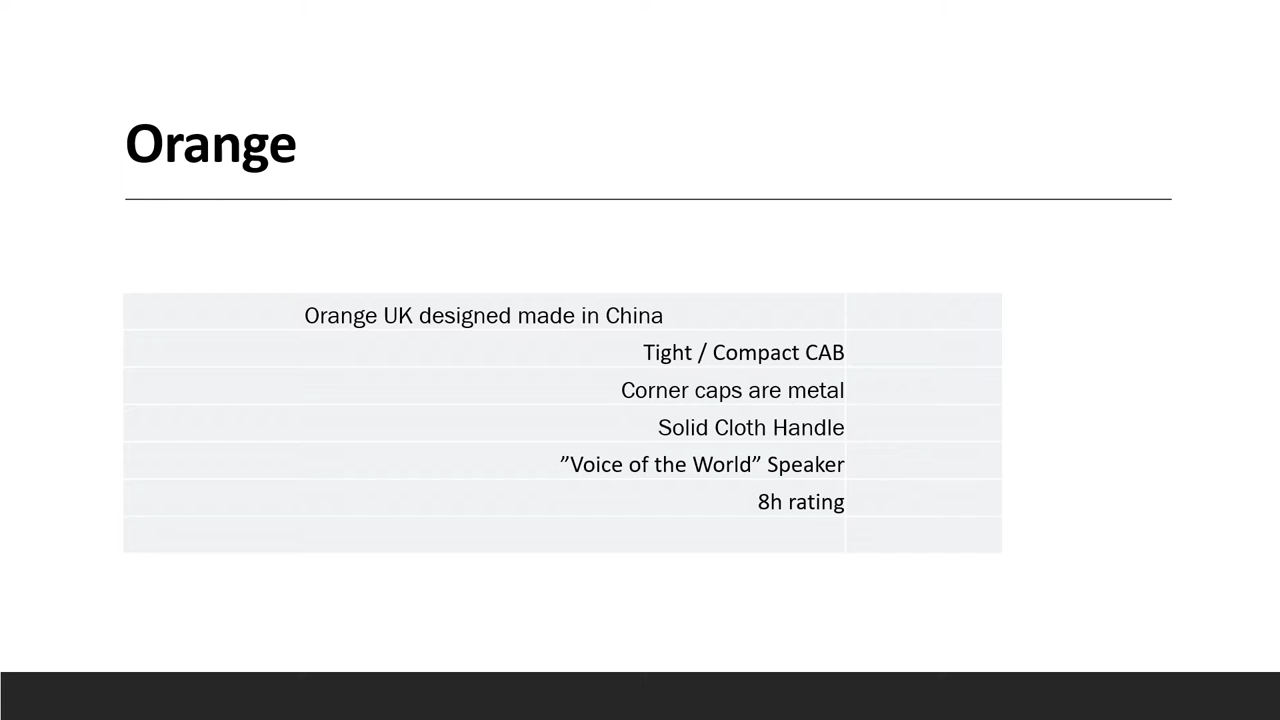 Orange
Orange UK designed made in China
Tight / Compact CAB
Corner caps are metal
Solid Cloth Handle
”Voice of the World” Speaker
8h rating